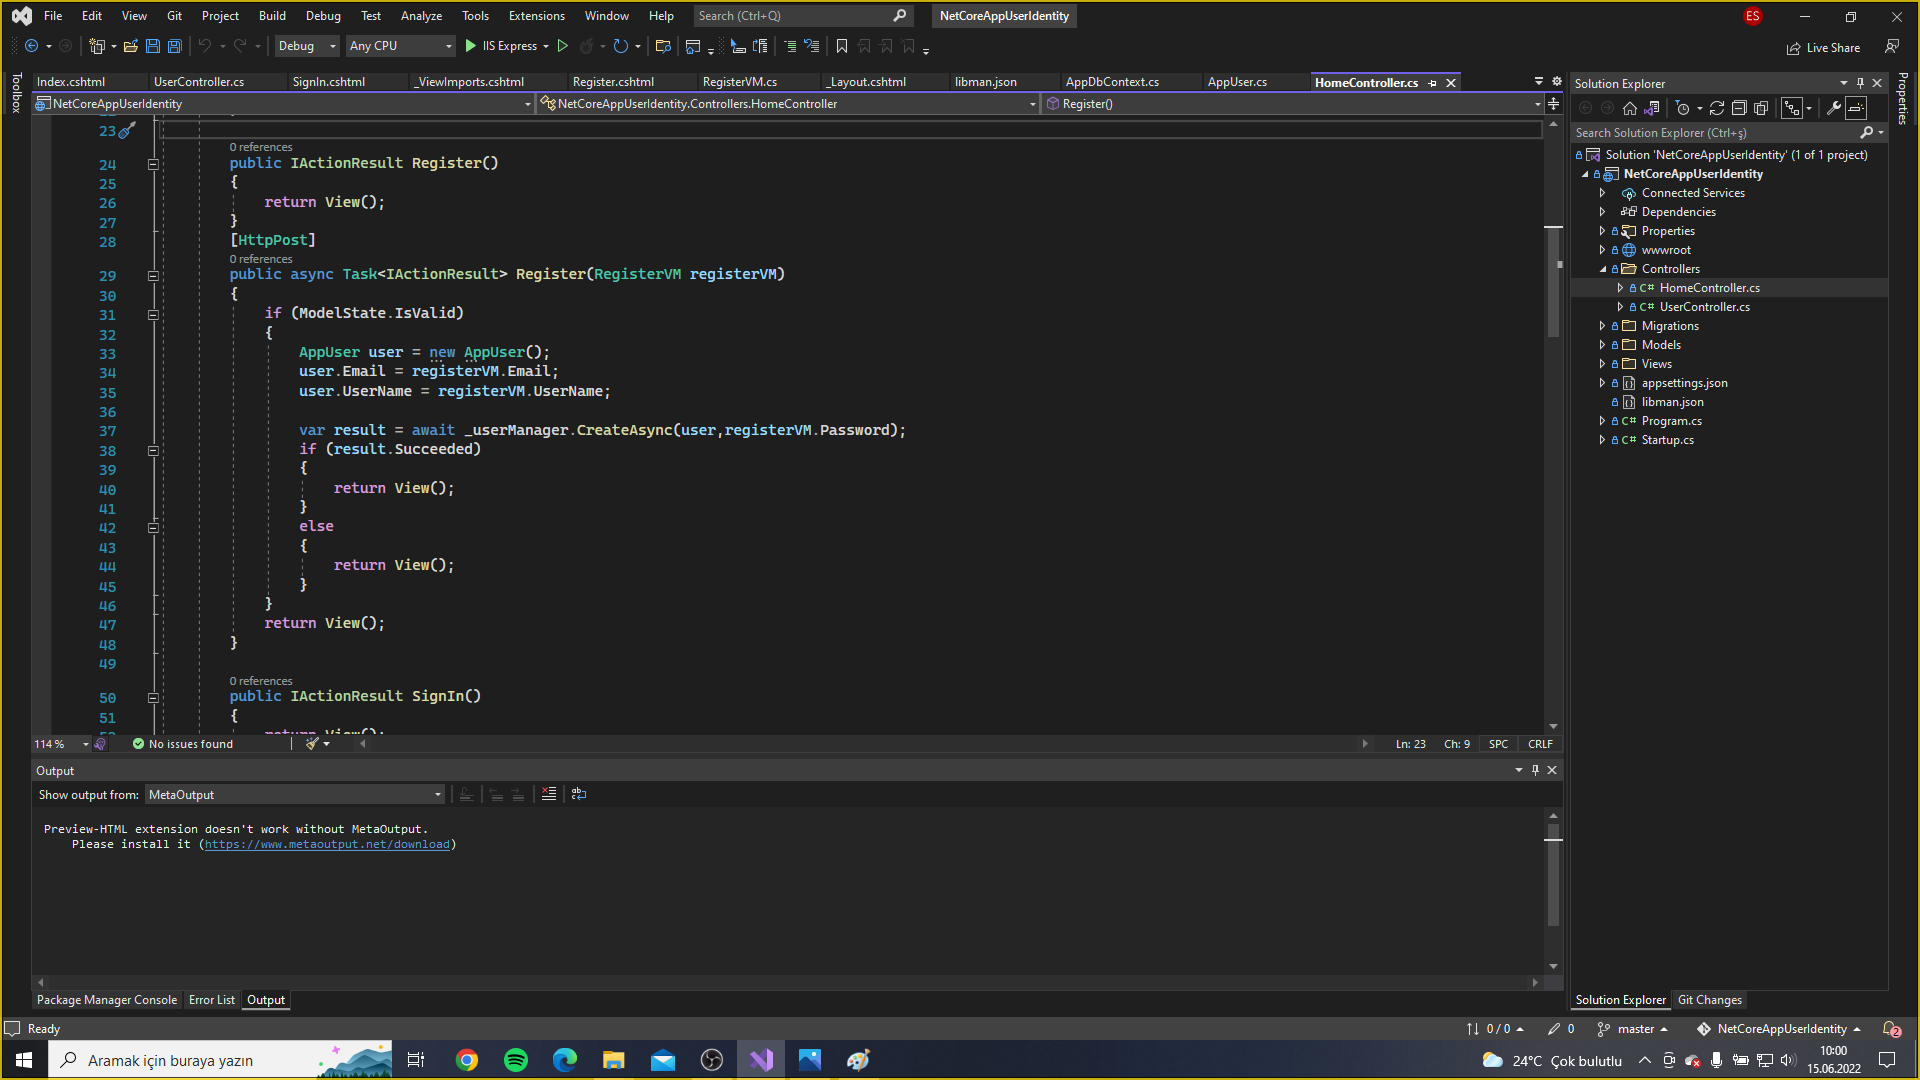 File Edit View Git Project Build Debug Test Analyze Tools Extensions Window Help Search (Ctrl+Q) NetCoreAppUserIdentity ES
Debug Any CPU IIS Express Live Share
Toolbox
Index.cshtml UserController.cs SignIn.cshtml _ViewImports.cshtml Register.cshtml RegisterVM.cs _Layout.cshtml libman.json AppDbContext.cs AppUser.cs HomeController.cs
NetCoreAppUserIdentity NetCoreAppUserIdentity.Controllers.HomeController Register()
23
0 references
24 public IActionResult Register()
25 {
26 return View();
27 }
28 [HttpPost]
0 references
29 public async Task<IActionResult> Register(RegisterVM registerVM)
30 {
31 if (ModelState.IsValid)
32 {
33 AppUser user = new AppUser();
34 user.Email = registerVM.Email;
35 user.UserName = registerVM.UserName;
36
37 var result = await _userManager.CreateAsync(user,registerVM.Password);
38 if (result.Succeeded)
39 {
40 return View();
41 }
42 else
43 {
44 return View();
45 }
46 }
47 return View();
48 }
49
0 references
50 public IActionResult SignIn()
51 {
return View();
114 % No issues found Ln: 23 Ch: 9 SPC CRLF
Output
Show output from: MetaOutput
Preview-HTML extension doesn't work without MetaOutput.
Please install it (https://www.metaoutput.net/download)
Package Manager Console Error List Output
Solution Explorer
Search Solution Explorer (Ctrl+ş)
Solution 'NetCoreAppUserIdentity' (1 of 1 project)
NetCoreAppUserIdentity
Connected Services
Dependencies
Properties
wwwroot
Controllers
C# HomeController.cs
C# UserController.cs
Migrations
Models
Views
appsettings.json
libman.json
C# Program.cs
C# Startup.cs
Solution Explorer Git Changes
Properties
Ready 0 / 0 0 master NetCoreAppUserIdentity 2
Aramak için buraya yazın 24°C Çok bulutlu 10:00
15.06.2022